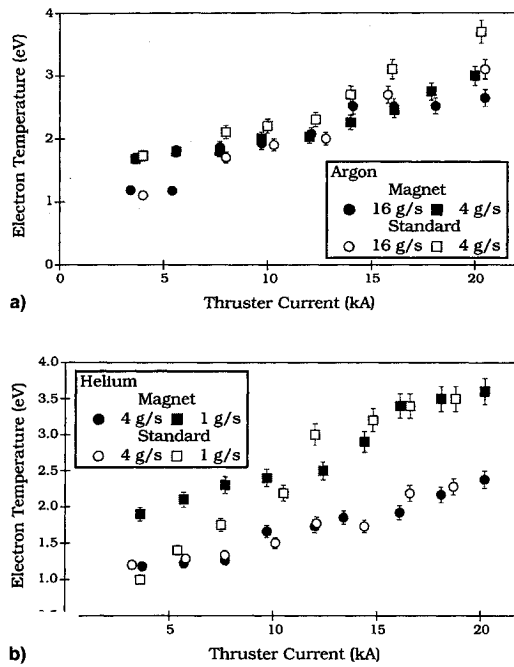 4
3
2
1
0
Electron Temperature (eV)
Argon
Magnet
16 g/s 4 g/s
Standard
16 g/s 4 g/s
0 5 10 15 20
a) Thruster Current (kA)
4.0
3.5
3.0
2.5
2.0
1.5
1.0
Electron Temperature (eV)
Helium
Magnet
4 g/s 1 g/s
Standard
4 g/s 1 g/s
5 10 15 20
b) Thruster Current (kA)